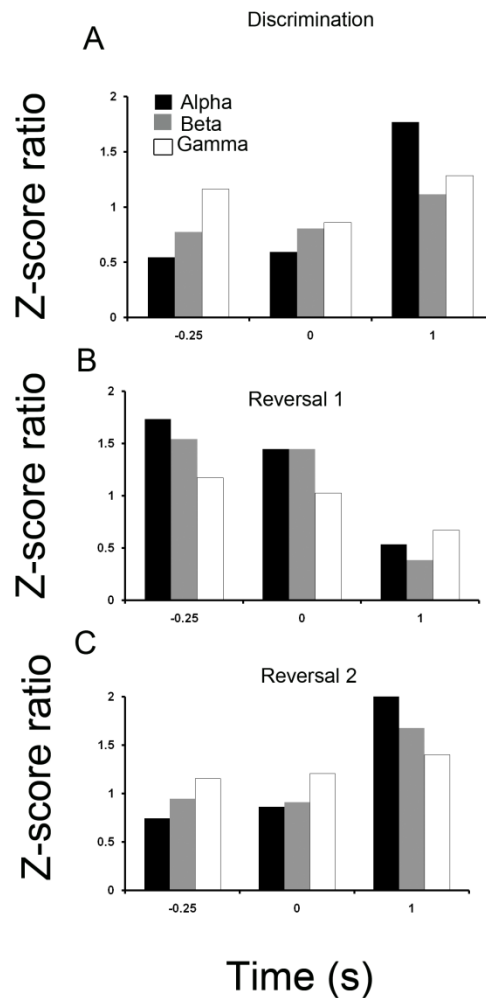 Discrimination
A
Z-score ratio
2
1.5
1
0.5
0
Alpha
Beta
Gamma
-0.25 0 1
B
Reversal 1
Z-score ratio
2
1.5
1
0.5
0
-0.25 0 1
C
Reversal 2
Z-score ratio
2
1.5
1
0.5
0
-0.25 0 1
Time (s)